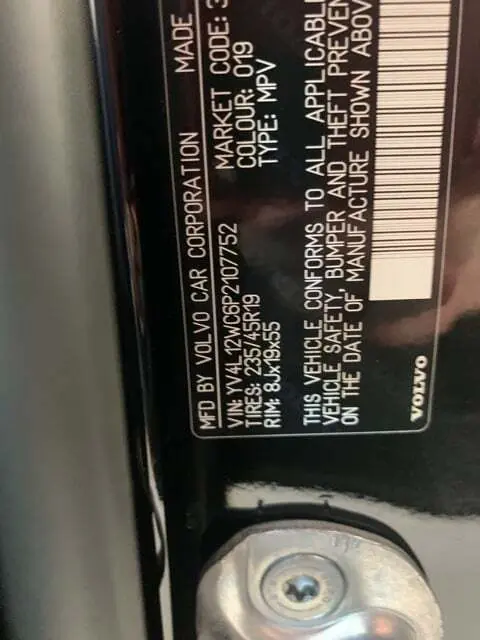 MFD BY VOLVO CAR CORPORATION MADE
VIN: YV4L12WC6P2107752 MARKET CODE: 3
TIRES: 235/45R19 COLOUR: 019
RIM: 8Jx19x55 TYPE: MPV
THIS VEHICLE CONFORMS TO ALL APPLICABL
VEHICLE SAFETY, BUMPER AND THEFT PREVEN
ON THE DATE OF MANUFACTURE SHOWN ABOV
VOLVO